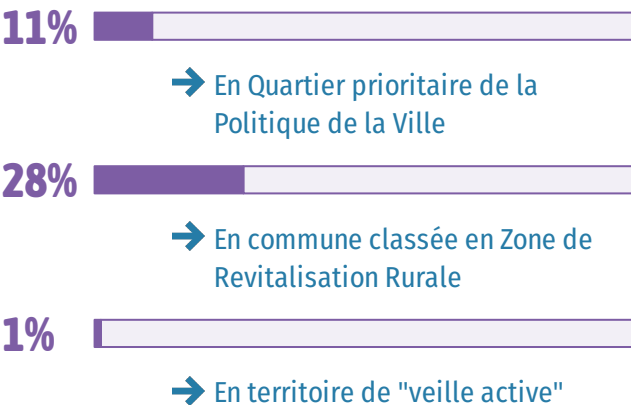 11%
En Quartier prioritaire de la
Politique de la Ville
28%
En commune classée en Zone de
Revitalisation Rurale
1%
En territoire de "veille active"